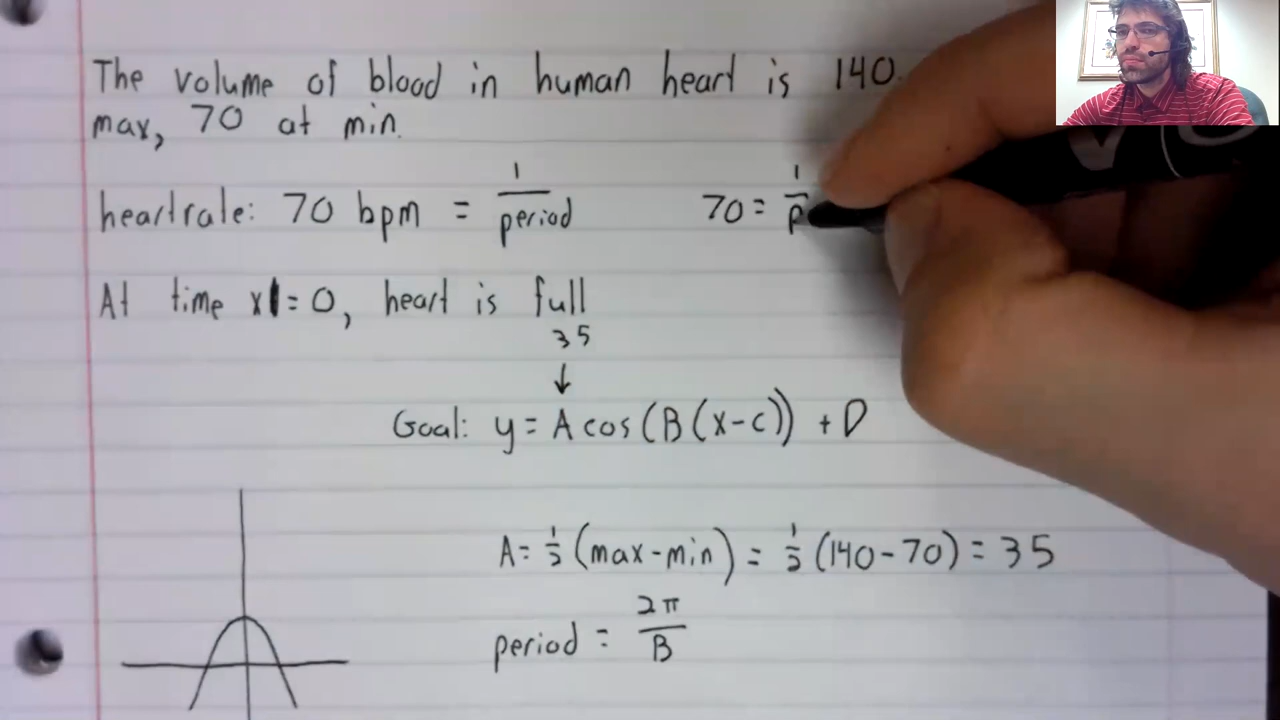 The volume of blood in human heart is 140
max, 70 at min.
heartrate: 70 bpm = 1/period
70 = 1/p
At time x = 0, heart is full
35
↓
Goal: y = A cos(B(x-c)) + D
A = 1/2 (max - min) = 1/2 (140 - 70) = 35
period = 2π/B